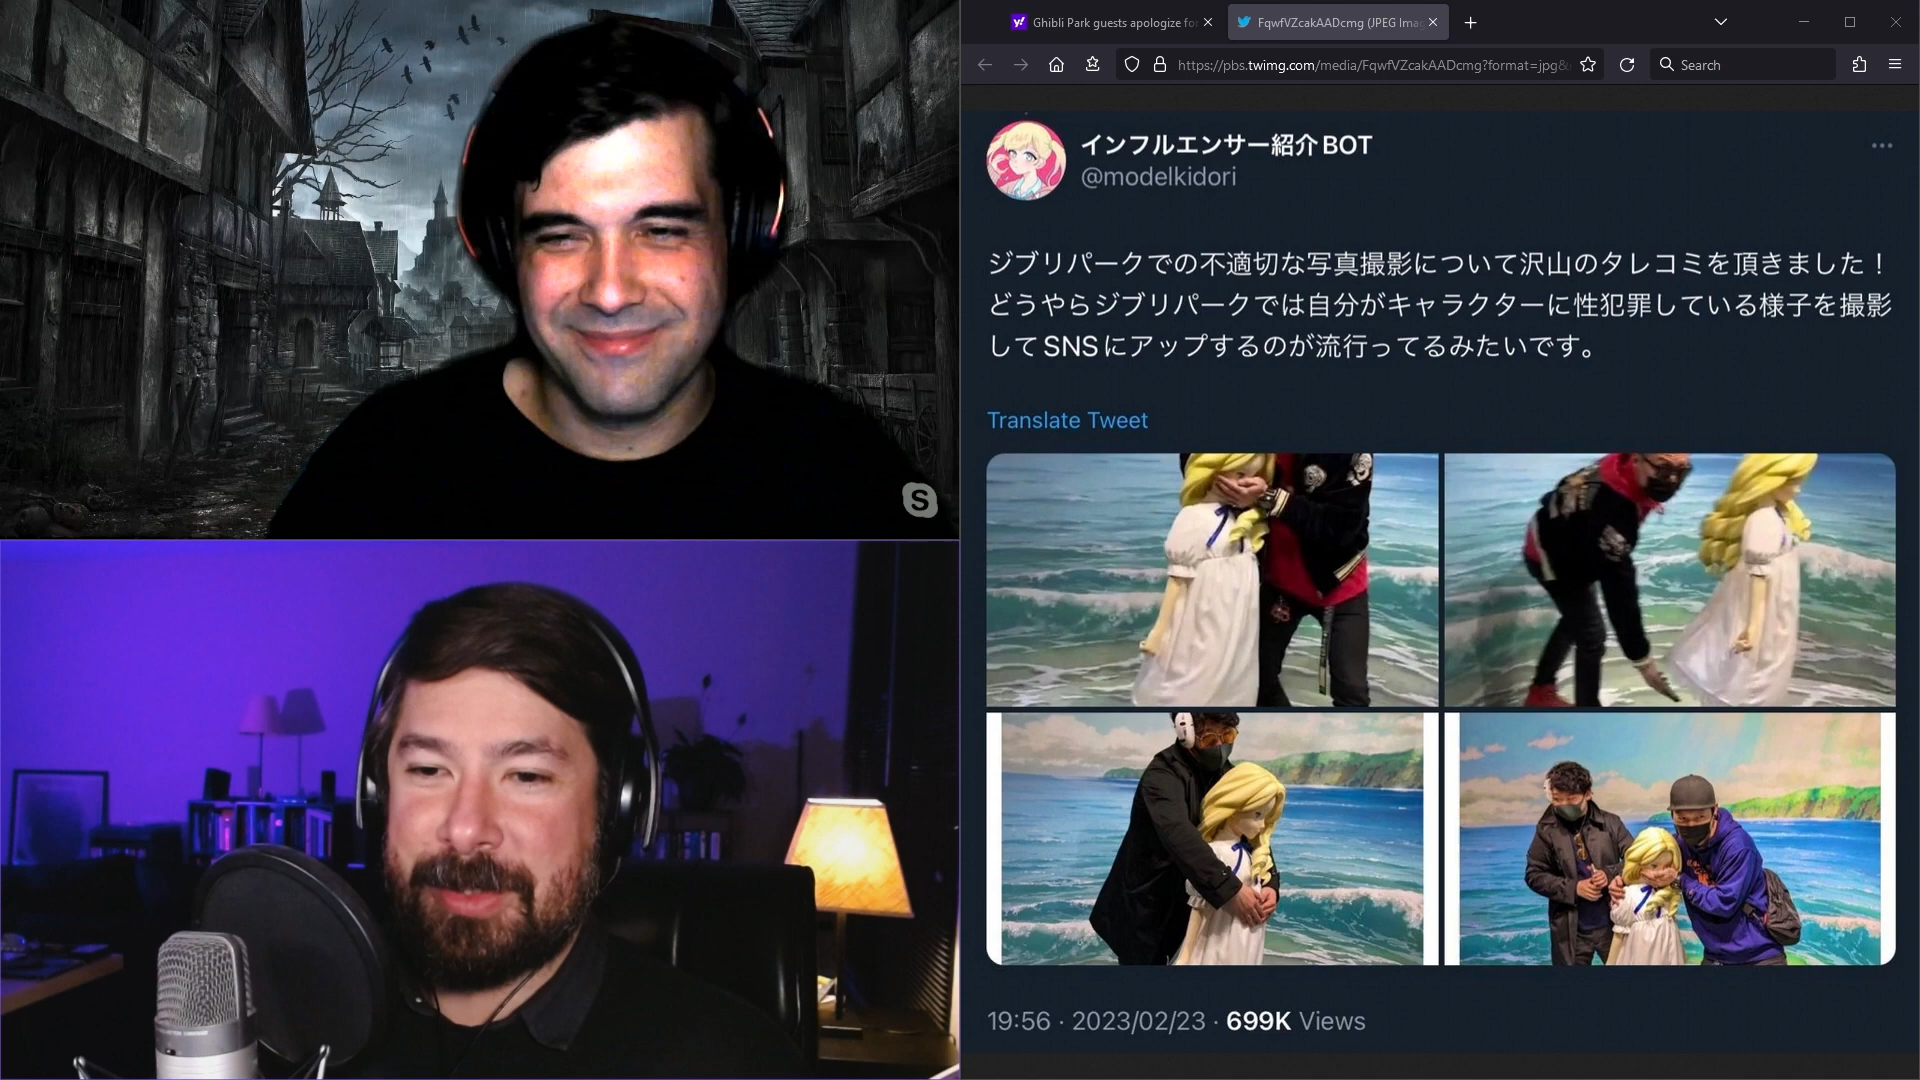 Ghibli Park guests apologize fo
FqwfVZcakAADcmg (JPEG Imag
https://pbs.twimg.com/media/FqwfVZcakAADcmg?format=jpg&
Search
インフルエンサー紹介BOT
@modelkidori
ジブリパークでの不適切な写真撮影について沢山のタレコミを頂きました！
どうやらジブリパークでは自分がキャラクターに性犯罪している様子を撮影
してSNSにアップするのが流行ってるみたいです。
Translate Tweet
19:56 · 2023/02/23 · 699K Views